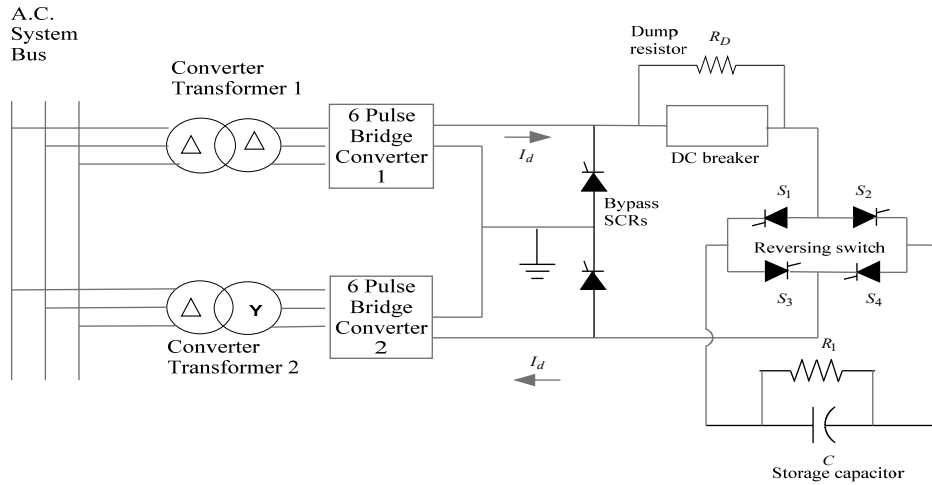 A.C.
System
Bus
Converter
Transformer 1
Δ
Δ
6 Pulse
Bridge
Converter
1
I_d
Dump
resistor
R_D
DC breaker
Bypass
SCRs
S_1
S_2
Reversing switch
S_3
S_4
Δ
Y
6 Pulse
Bridge
Converter
2
Converter
Transformer 2
I_d
R_1
C
Storage capacitor